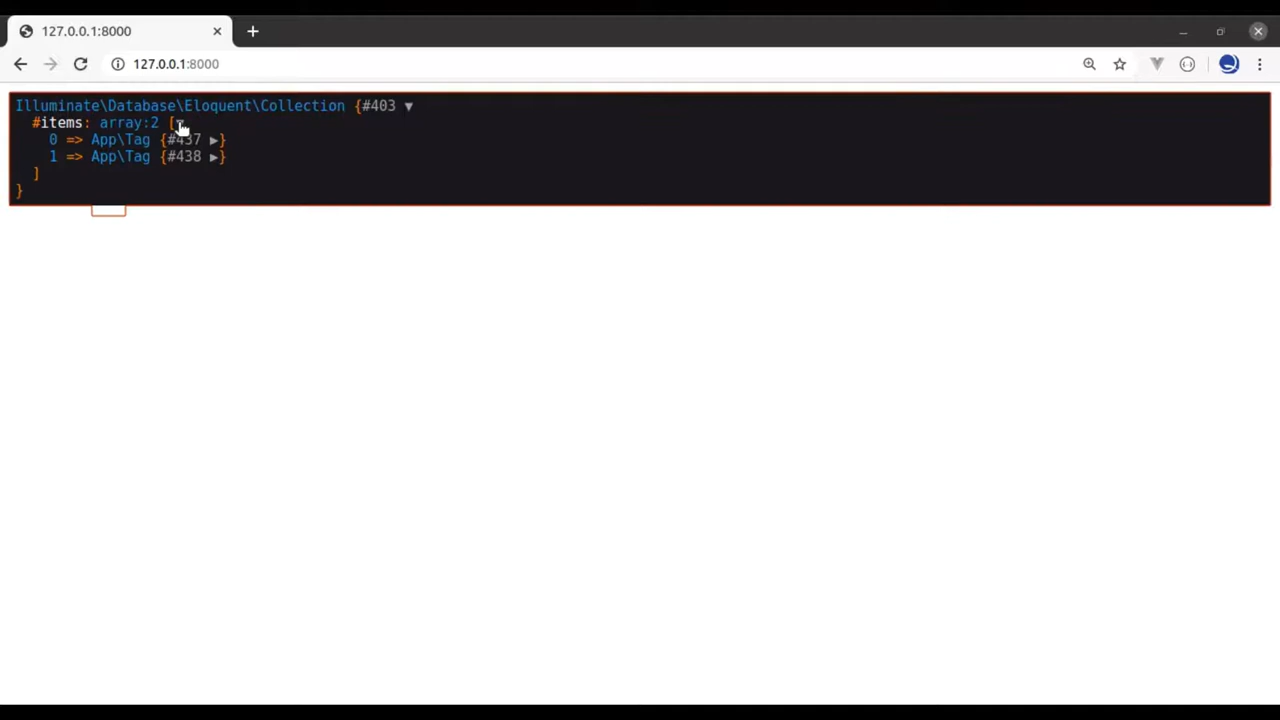 127.0.0.1:8000
127.0.0.1:8000
Illuminate\Database\Eloquent\Collection {#403 ▼
#items: array:2 [▼
0 => App\Tag {#437 ▶}
1 => App\Tag {#438 ▶}
]
}